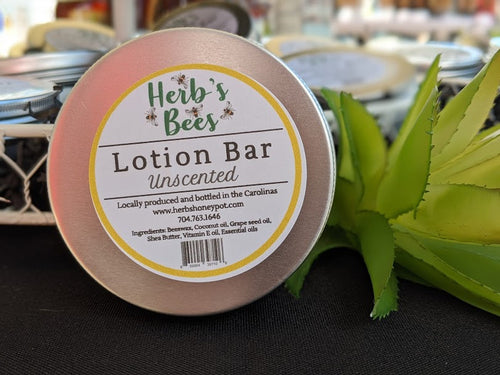 Herb's
Bees
Lotion Bar
Unscented
Locally produced and bottled in the Carolinas
www.herbshoneypot.com
704.763.1646
Ingredients: Beeswax, Coconut oil, Grape seed oil,
Shea Butter, Vitamin E oil, Essential oils